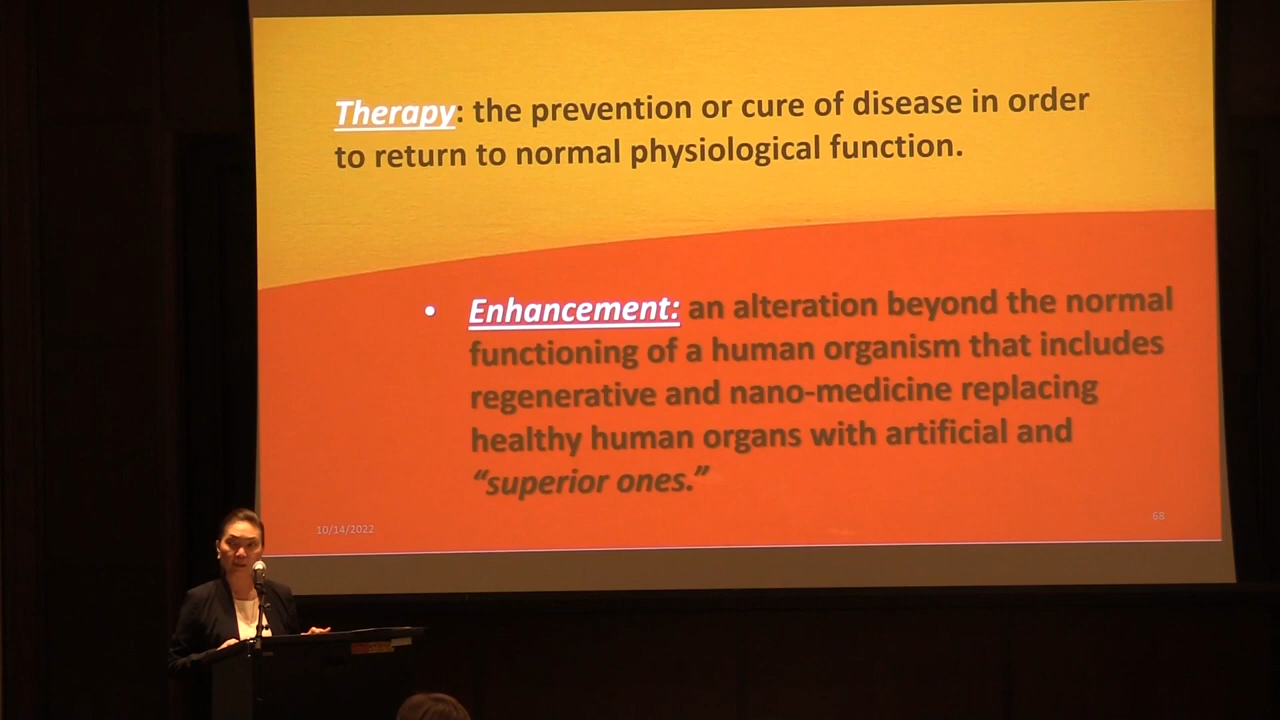 Therapy: the prevention or cure of disease in order
to return to normal physiological function.
• Enhancement: an alteration beyond the normal
functioning of a human organism that includes
regenerative and nano-medicine replacing
healthy human organs with artificial and
“superior ones.”
10/14/2022
68